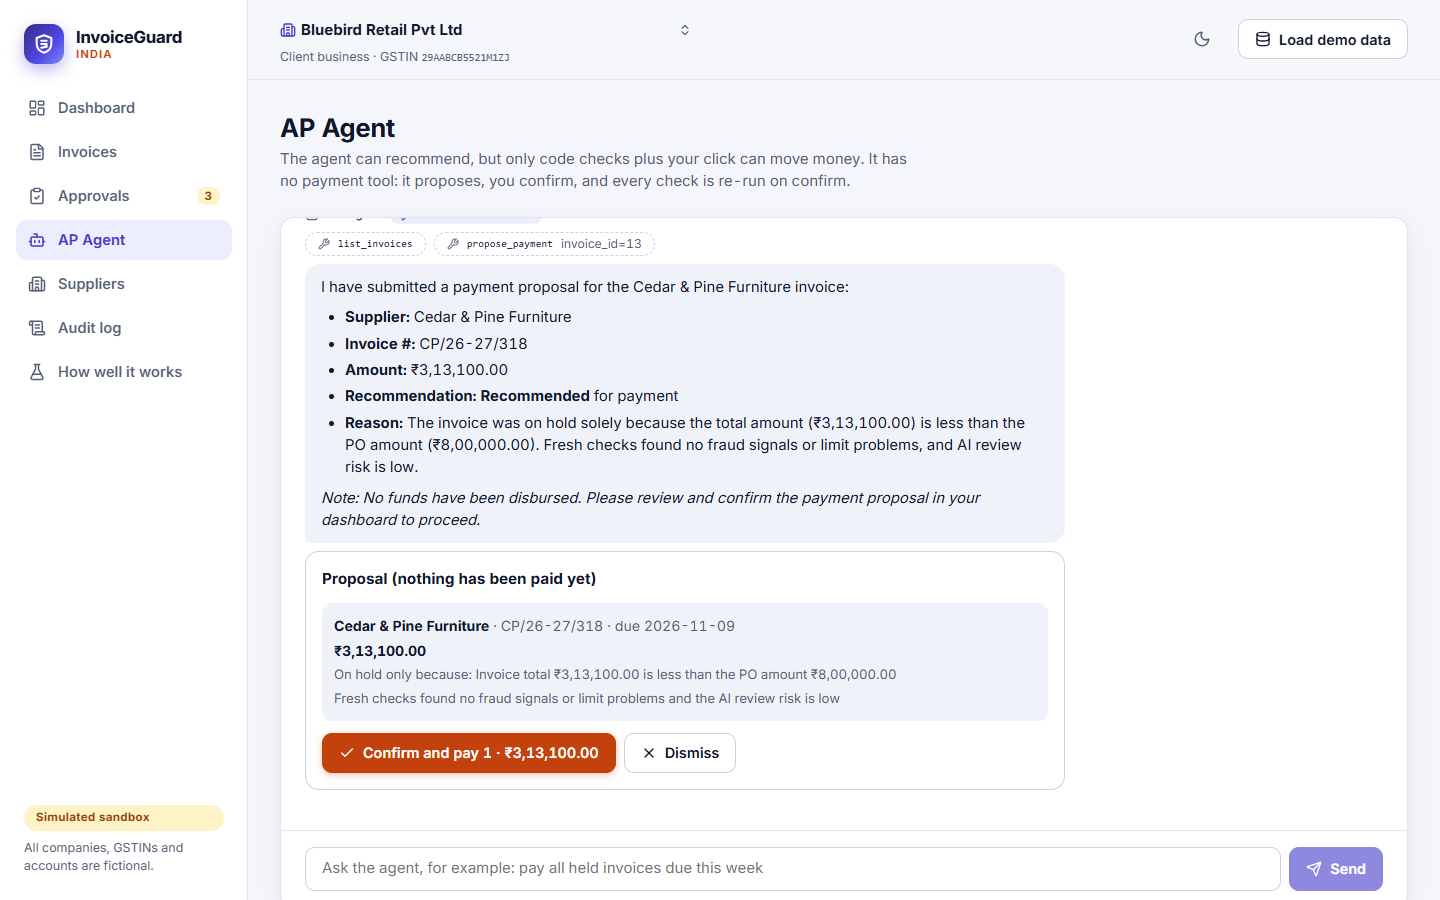 InvoiceGuard
INDIA
Dashboard
Invoices
Approvals 3
AP Agent
Suppliers
Audit log
How well it works
Simulated sandbox
All companies, GSTINs and
accounts are fictional.
Bluebird Retail Pvt Ltd
Client business · GSTIN 29AABCB5521M1ZJ
Load demo data
AP Agent
The agent can recommend, but only code checks plus your click can move money. It has
no payment tool: it proposes, you confirm, and every check is re-run on confirm.
list_invoices propose_payment invoice_id=13
I have submitted a payment proposal for the Cedar & Pine Furniture invoice:
• Supplier: Cedar & Pine Furniture
• Invoice #: CP/26-27/318
• Amount: ₹3,13,100.00
• Recommendation: Recommended for payment
• Reason: The invoice was on hold solely because the total amount (₹3,13,100.00) is less than the
PO amount (₹8,00,000.00). Fresh checks found no fraud signals or limit problems, and AI review
risk is low.
Note: No funds have been disbursed. Please review and confirm the payment proposal in your
dashboard to proceed.
Proposal (nothing has been paid yet)
Cedar & Pine Furniture · CP/26-27/318 · due 2026-11-09
₹3,13,100.00
On hold only because: Invoice total ₹3,13,100.00 is less than the PO amount ₹8,00,000.00
Fresh checks found no fraud signals or limit problems and the AI review risk is low
Confirm and pay 1 · ₹3,13,100.00
Dismiss
Ask the agent, for example: pay all held invoices due this week
Send